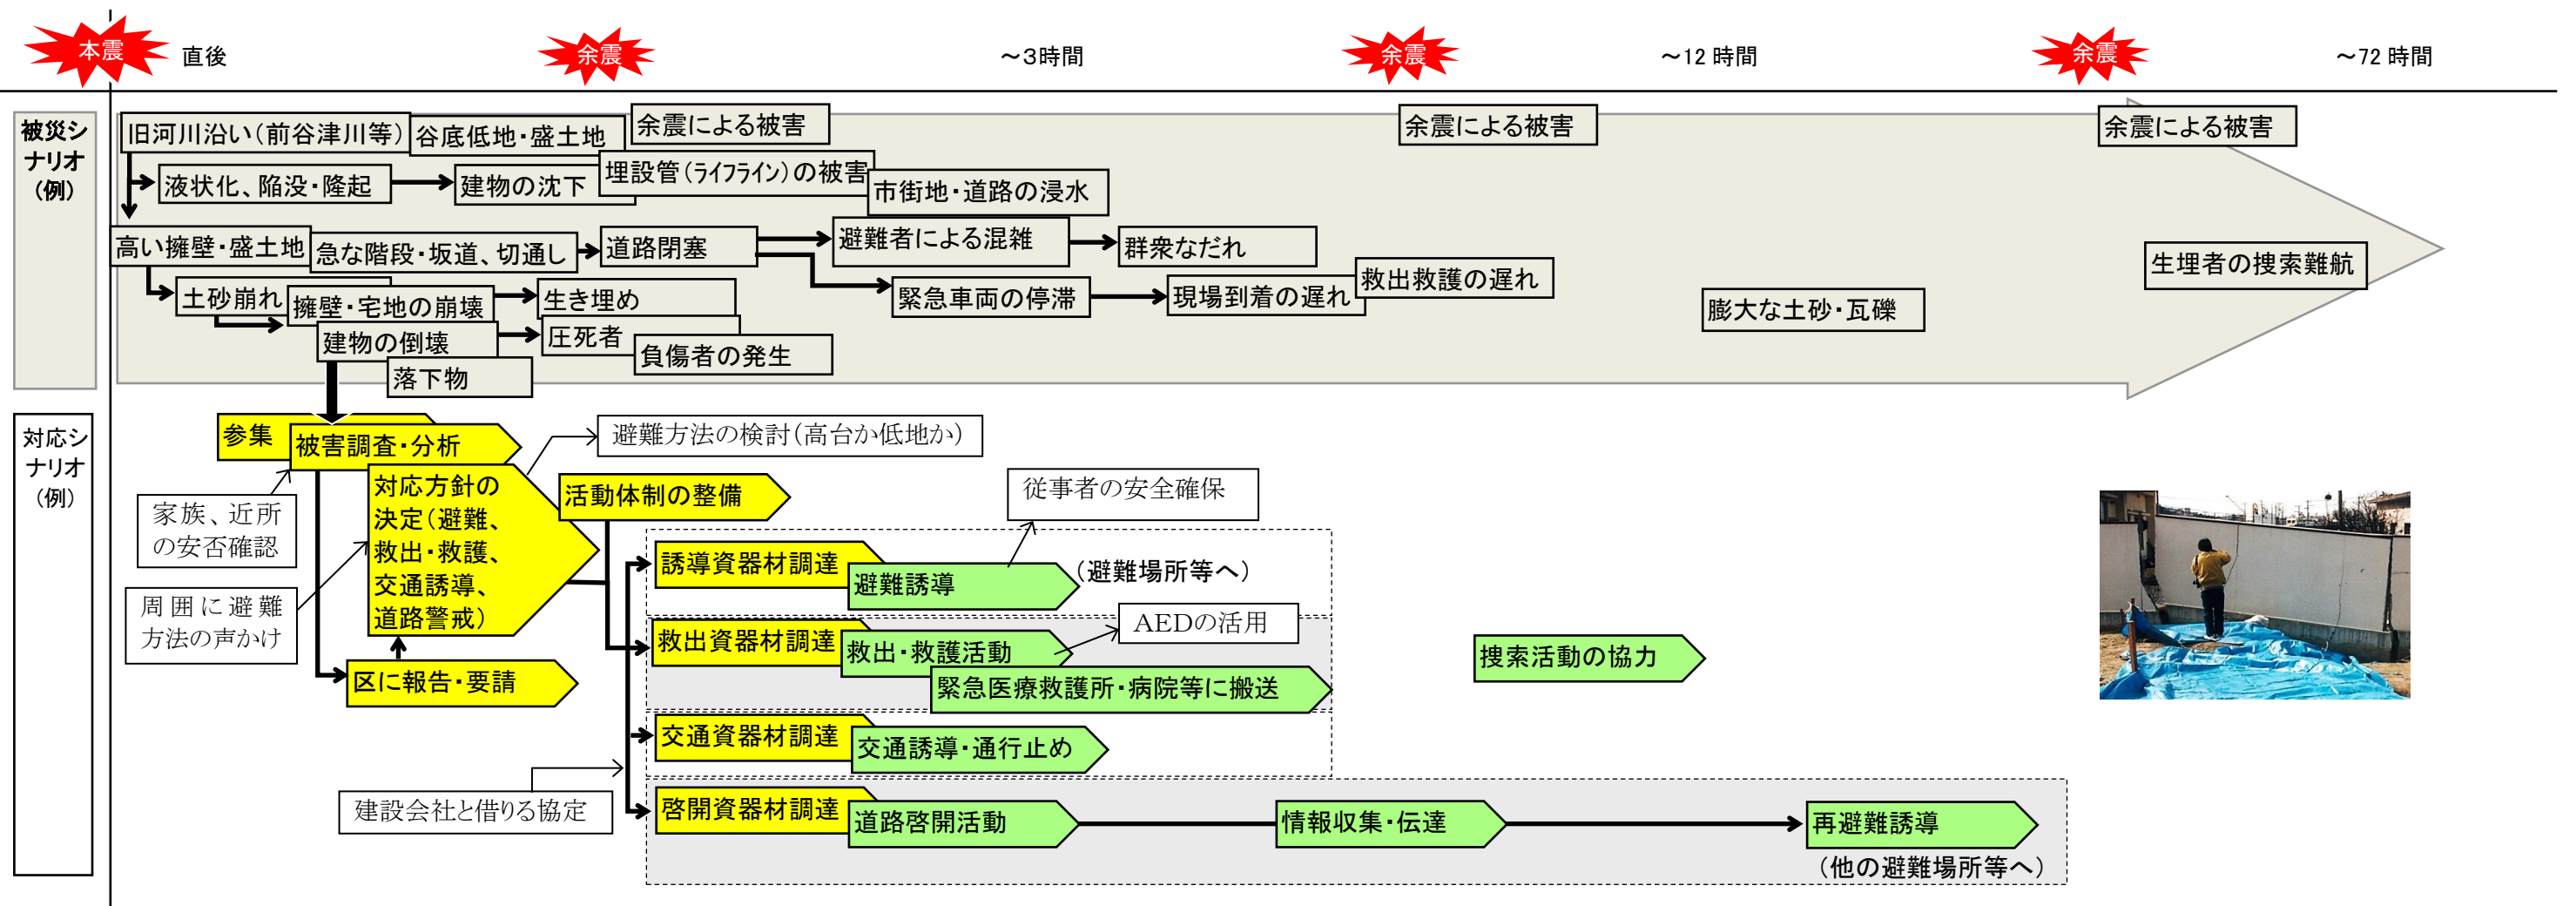 本震
直後
余震
～3時間
余震
～12 時間
余震
～72 時間
被災シ
ナリオ
(例)
旧河川沿い(前谷津川等)
谷底低地・盛土地
余震による被害
余震による被害
余震による被害
液状化、陥没・隆起
建物の沈下
埋設管(ﾗｲﾌﾗｲﾝ)の被害
市街地・道路の浸水
高い擁壁・盛土地
急な階段・坂道、切通し
道路閉塞
避難者による混雑
群衆なだれ
生埋者の捜索難航
土砂崩れ
擁壁・宅地の崩壊
生き埋め
緊急車両の停滞
現場到着の遅れ
救出救護の遅れ
膨大な土砂・瓦礫
建物の倒壊
圧死者
負傷者の発生
落下物
対応シ
ナリオ
(例)
参集
被害調査・分析
避難方法の検討(高台か低地か)
対応方針の
決定(避難、
救出・救護、
交通誘導、
道路警戒)
活動体制の整備
従事者の安全確保
家族、近所
の安否確認
周囲に避難
方法の声かけ
区に報告・要請
誘導資器材調達
避難誘導
(避難場所等へ)
救出資器材調達
救出・救護活動
AEDの活用
緊急医療救護所・病院等に搬送
捜索活動の協力
交通資器材調達
交通誘導・通行止め
建設会社と借りる協定
啓開資器材調達
道路啓開活動
情報収集・伝達
再避難誘導
(他の避難場所等へ)